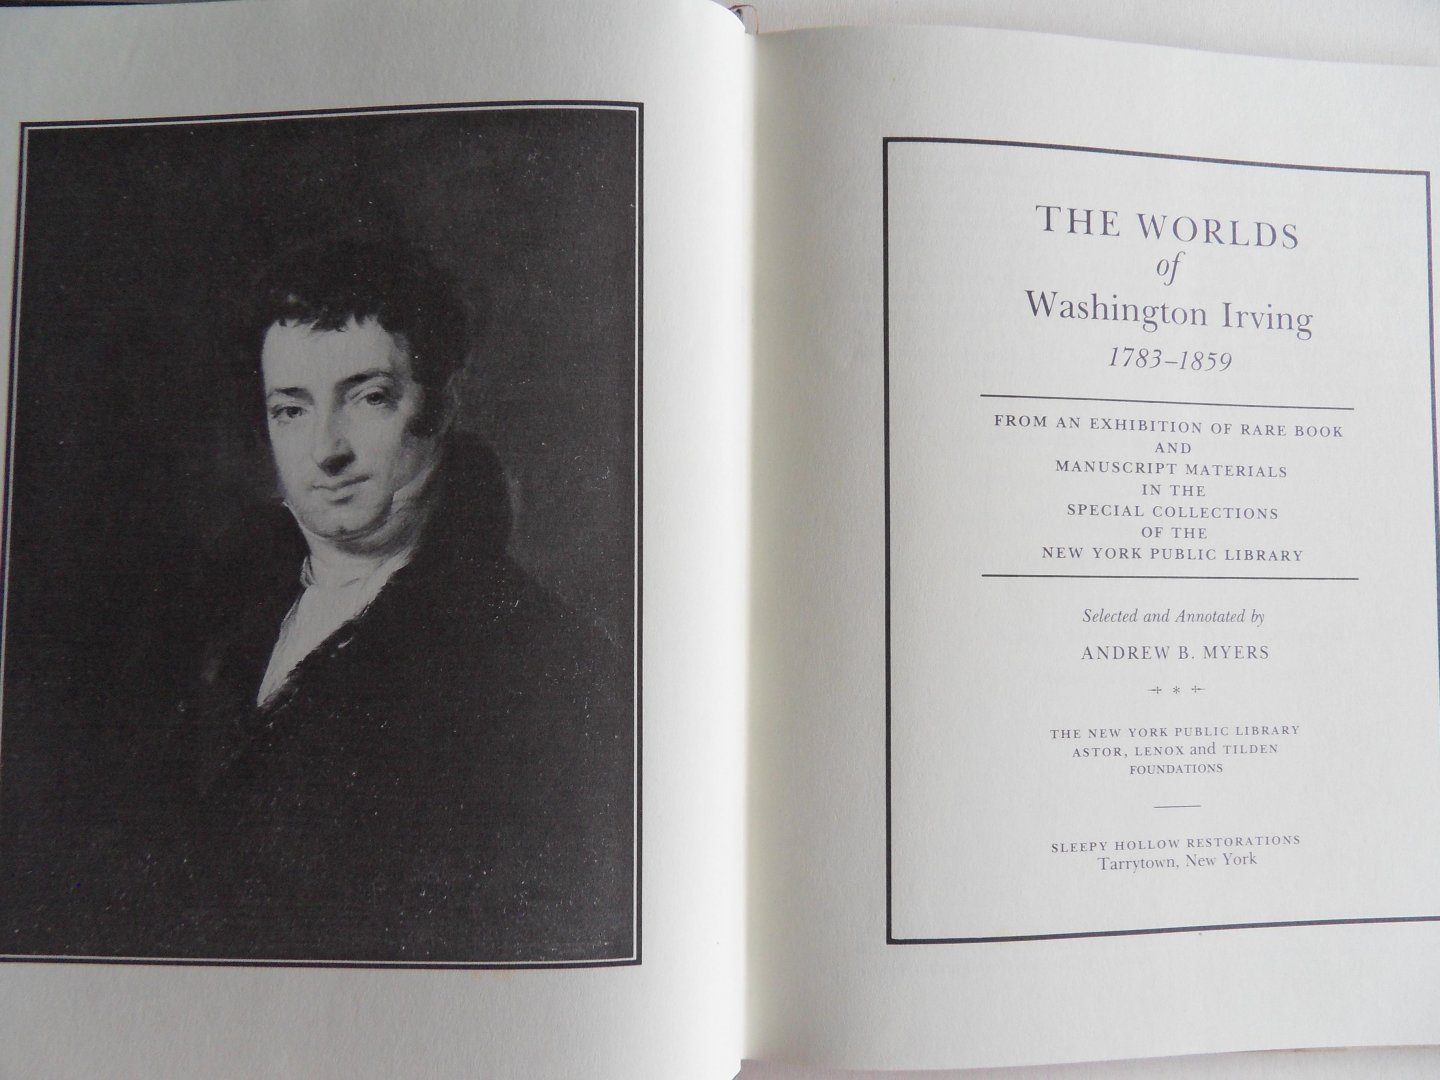 THE WORLDS
of
Washington Irving
1783–1859
FROM AN EXHIBITION OF RARE BOOK
AND
MANUSCRIPT MATERIALS
IN THE
SPECIAL COLLECTIONS
OF THE
NEW YORK PUBLIC LIBRARY
Selected and Annotated by
ANDREW B. MYERS
THE NEW YORK PUBLIC LIBRARY
ASTOR, LENOX and TILDEN
FOUNDATIONS
SLEEPY HOLLOW RESTORATIONS
Tarrytown, New York